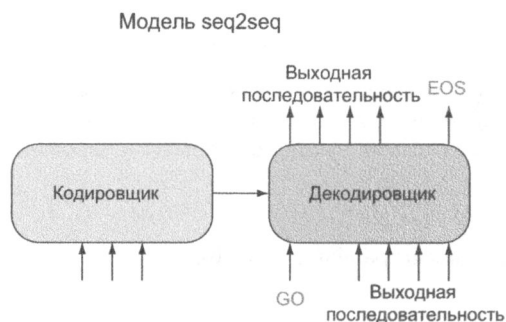 Модель seq2seq
Выходная
последовательность
EOS
Кодировщик
Декодировщик
GO
Выходная
последовательность